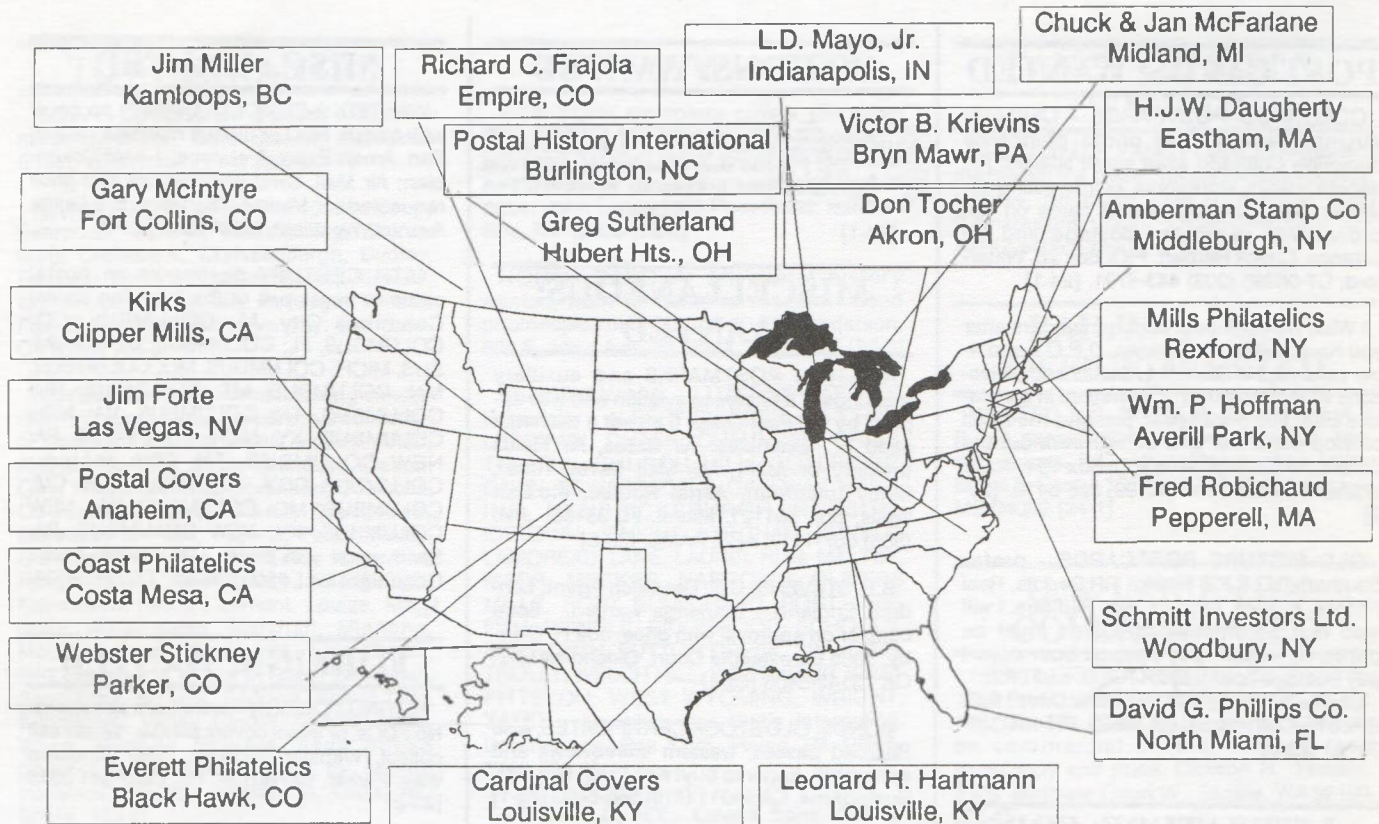 Chuck & Jan McFarlane
Midland, MI
L.D. Mayo, Jr.
Indianapolis, IN
Jim Miller
Kamloops, BC
Richard C. Frajola
Empire, CO
H.J.W. Daugherty
Eastham, MA
Victor B. Krievins
Bryn Mawr, PA
Postal History International
Burlington, NC
Gary McIntyre
Fort Collins, CO
Don Tocher
Akron, OH
Amberman Stamp Co
Middleburgh, NY
Greg Sutherland
Hubert Hts., OH
Kirks
Clipper Mills, CA
Mills Philatelics
Rexford, NY
Jim Forte
Las Vegas, NV
Wm. P. Hoffman
Averill Park, NY
Postal Covers
Anaheim, CA
Fred Robichaud
Pepperell, MA
Coast Philatelics
Costa Mesa, CA
Schmitt Investors Ltd.
Woodbury, NY
Webster Stickney
Parker, CO
David G. Phillips Co.
North Miami, FL
Everett Philatelics
Black Hawk, CO
Cardinal Covers
Louisville, KY
Leonard H. Hartmann
Louisville, KY